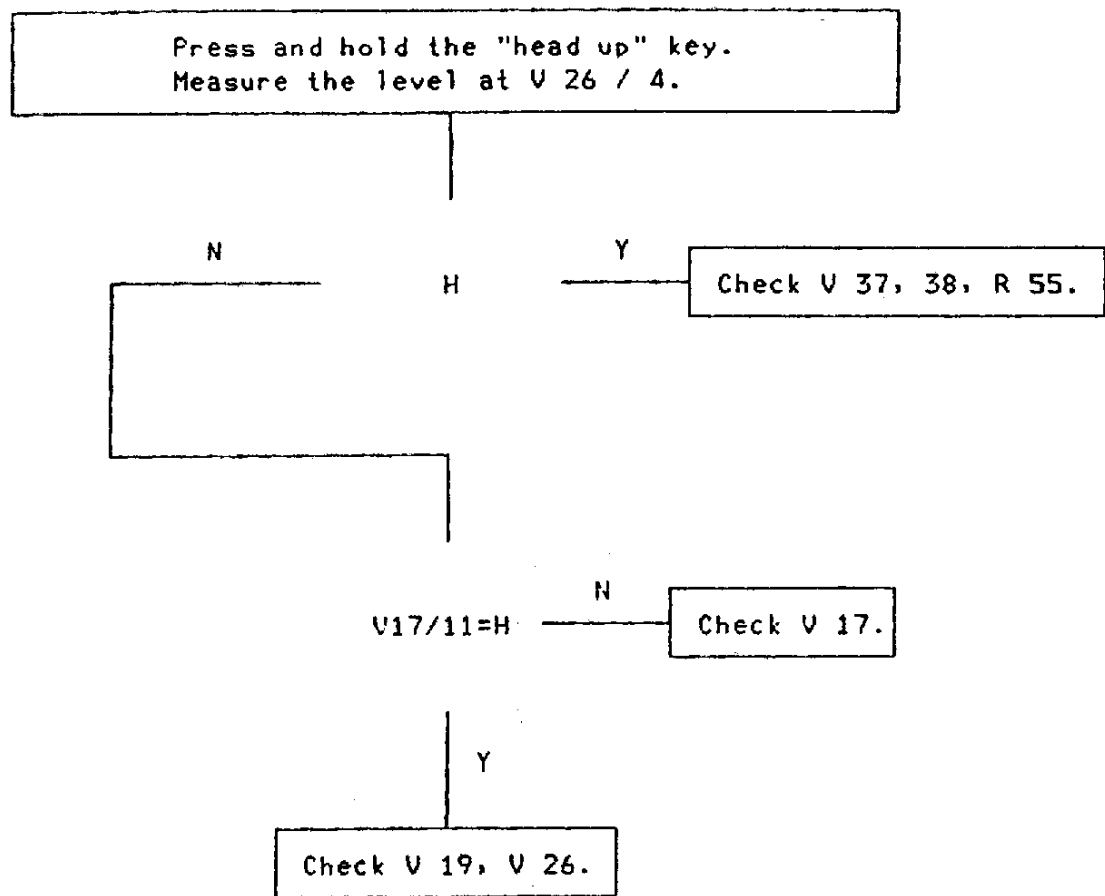 Press and hold the "head up" key.
Measure the level at V 26 / 4.
N
H
Y
Check V 37, 38, R 55.
V17/11=H
N
Check V 17.
Y
Check V 19, V 26.